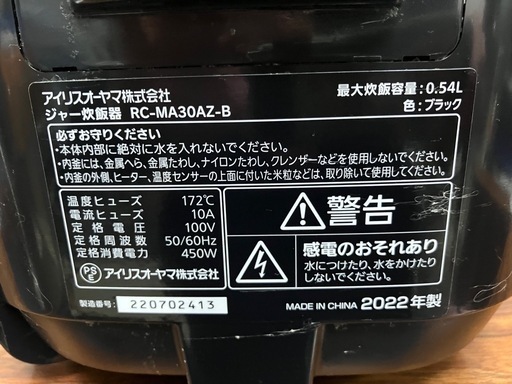 アイリスオーヤマ株式会社
ジャー炊飯器 RC-MA30AZ-B
最大炊飯容量:0.54L
色:ブラック
必ずお守りください
・本体内部に絶対に水を入れないでください。
・内釜には、金属へら、金属たわし、ナイロンたわし、クレンザーなどを使用しないでください。
・内釜の外側、ヒーター、温度センサーの上面に付いた米粒などは、取り除いて使用してください。
温度ヒューズ 172℃
電流ヒューズ 10A
定格電圧 100V
定格周波数 50/60Hz
定格消費電力 450W
PS
E
アイリスオーヤマ株式会社
製造番号: 220702413
警告
感電のおそれあり
水につけたり、水をかけたり
しないでください。
MADE IN CHINA 2022年製